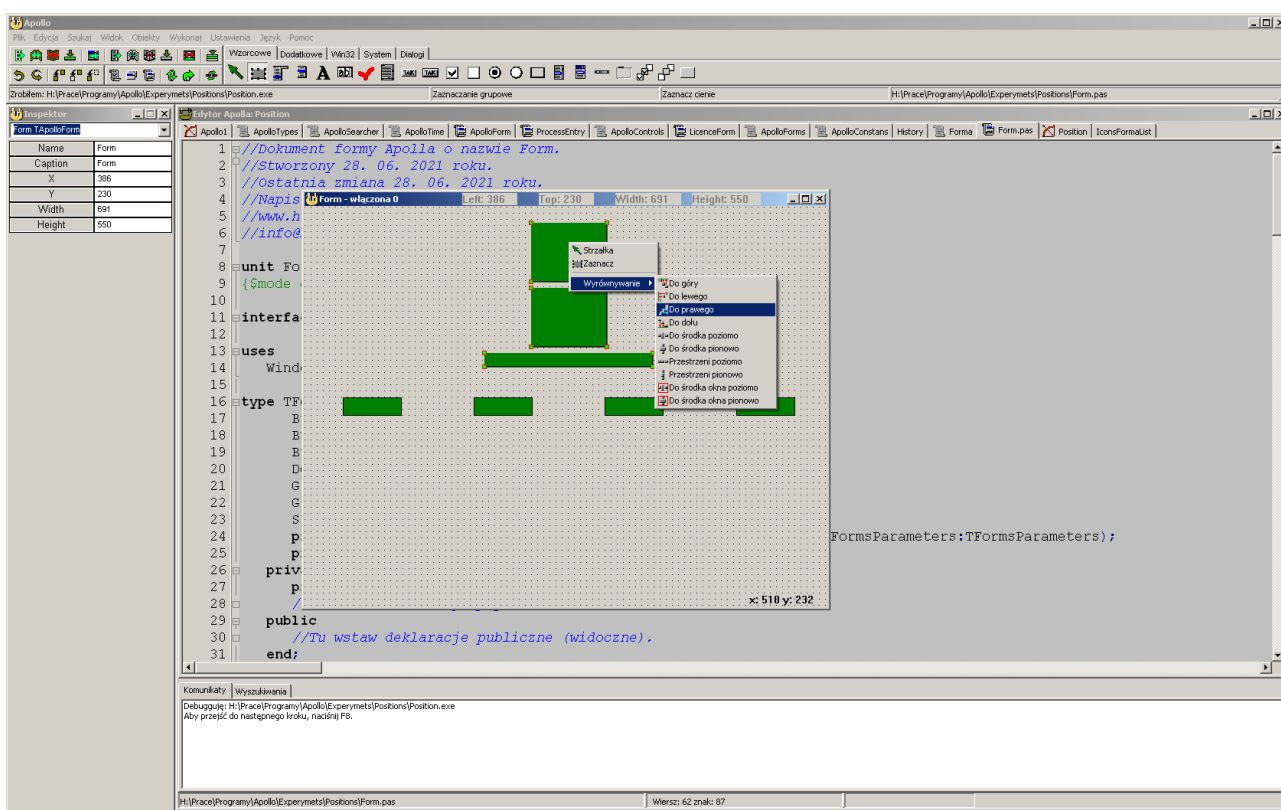 Apollo
Plik Edycja Szukaj Widok Obiekty Wykonaj Ustawienia Język Pomoc
Wzorcowe Dodatkowe Win32 System Dialogi
Zrobiłem: H:\Prace\Programy\Apollo\Experymets\Positions\Position.exe Zaznaczanie grupowe Zaznacz cienie H:\Prace\Programy\Apollo\Experymets\Positions\Form.pas
Inspektor
Form TApolloForm
Name Form
Caption Form
X 386
Y 230
Width 691
Height 550
Edytor Apolla: Position
Apollo1 ApolloTypes ApolloSearcher ApolloTime ApolloForm ProcessEntry ApolloControls LicenceForm ApolloForms ApolloConstans History Forma Form.pas Position IconsFormaList
1 //Dokument formy Apolla o nazwie Form.
2 //Stworzony 28. 06. 2021 roku.
3 //Ostatnia zmiana 28. 06. 2021 roku.
4 //Napis
5 //www.h
6 //info@
7
8 unit Fo
9 {$mode
10
11 interfa
12
13 uses
14 Windo
15
16 type TF
17 B
18 B
19 B
20 D
21 G
22 G
23 S
24 p FormsParameters:TFormsParameters);
25 p
26 priv
27 p
28 /
29 public
30 //Tu wstaw deklaracje publiczne (widoczne).
31 end;
Form - włączona 0 Left: 386 Top: 230 Width: 691 Height: 550
Strzałka
Zaznacz
Wyrównywanie
Do góry
Do lewego
Do prawego
Do dołu
Do środka poziomo
Do środka pionowo
Przestrzeni poziomo
Przestrzeni pionowo
Do środka okna poziomo
Do środka okna pionowo
x: 510 y: 232
Komunikaty Wyszukiwania
Debugguję: H:\Prace\Programy\Apollo\Experymets\Positions\Position.exe
Aby przejść do następnego kroku, naciśnij F8.
H:\Prace\Programy\Apollo\Experymets\Positions\Form.pas Wiersz: 62 znak: 87